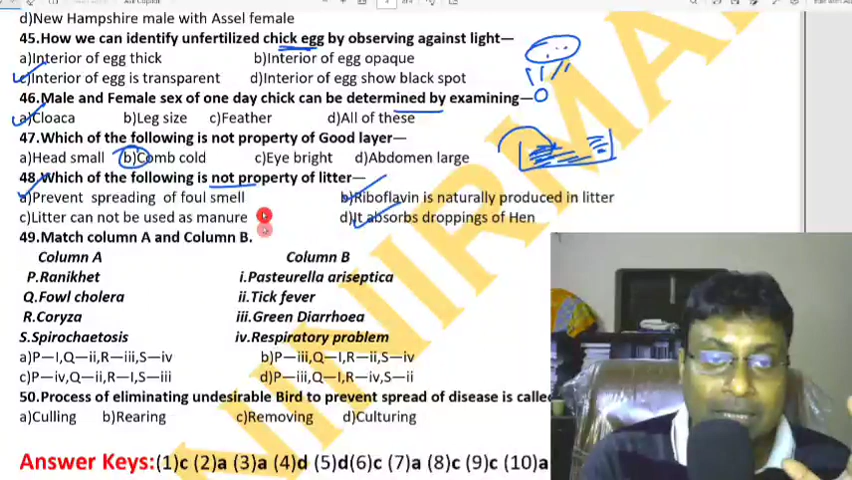 d)New Hampshire male with Assel female
45.How we can identify unfertilized chick egg by observing against light—
a)Interior of egg thick b)Interior of egg opaque
c)Interior of egg is transparent d)Interior of egg show black spot
46.Male and Female sex of one day chick can be determined by examining—
a)Cloaca b)Leg size c)Feather d)All of these
47.Which of the following is not property of Good layer—
a)Head small b)Comb cold c)Eye bright d)Abdomen large
48.Which of the following is not property of litter—
a)Prevent spreading of foul smell b)Riboflavin is naturally produced in litter
c)Litter can not be used as manure d)It absorbs droppings of Hen
49.Match column A and Column B.
Column A Column B
P.Ranikhet i.Pasteurella ariseptica
Q.Fowl cholera ii.Tick fever
R.Coryza iii.Green Diarrhoea
S.Spirochaetosis iv.Respiratory problem
a)P—I,Q—ii,R—iii,S—iv b)P—iii,Q—I,R—ii,S—iv
c)P—iv,Q—ii,R—I,S—iii d)P—iii,Q—I,R—iv,S—ii
50.Process of eliminating undesirable Bird to prevent spread of disease is calle
a)Culling b)Rearing c)Removing d)Culturing
Answer Keys:(1)c (2)a (3)a (4)d (5)d(6)c (7)a (8)c (9)c (10)a